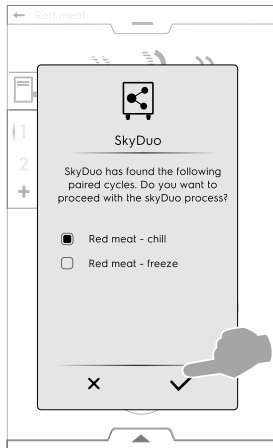 Red meat
1
2
SkyDuo
SkyDuo has found the following
paired cycles. Do you want to
proceed with the skyDuo process?
Red meat - chill
Red meat - freeze